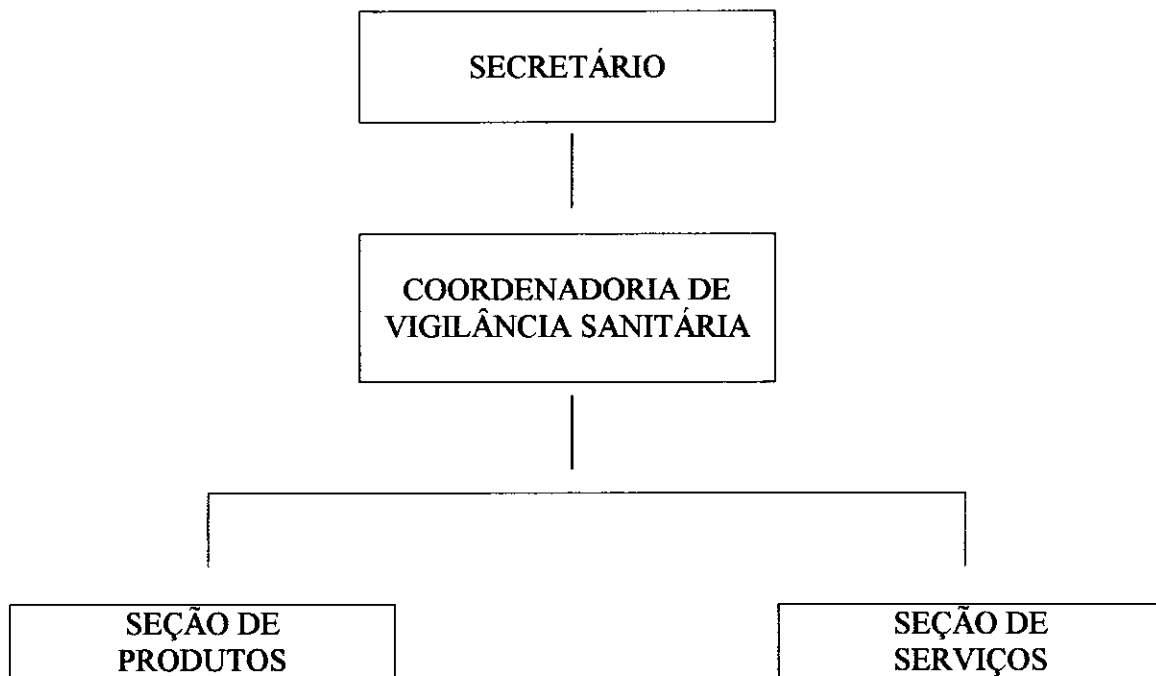 SECRETÁRIO
COORDENADORIA DE
VIGILÂNCIA SANITÁRIA
SEÇÃO DE
PRODUTOS
SEÇÃO DE
SERVIÇOS